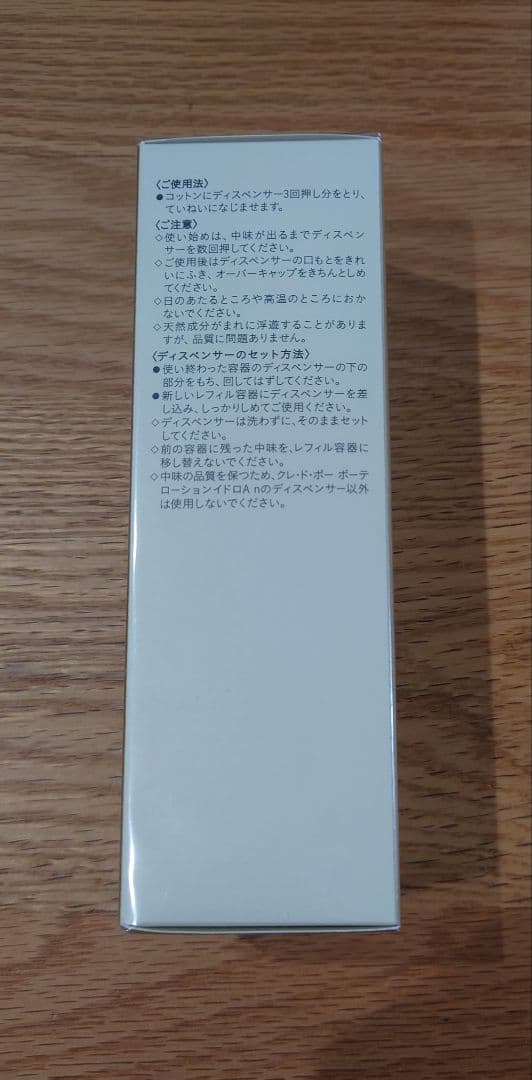 〈ご使用法〉
●コットンにディスペンサー3回押し分をとり、
ていねいになじませます。
〈ご注意〉
◇使い始めは、中味が出るまでディスペン
サーを数回押してください。
◇ご使用後はディスペンサーの口もとをきれ
いにふき、オーバーキャップをきちんとしめ
てください。
◇日のあたるところや高温のところにおか
ないでください。
◇天然成分がまれに浮遊することがありま
すが、品質に問題ありません。
〈ディスペンサーのセット方法〉
●使い終わった容器のディスペンサーの下の
部分をもち、回してはずしてください。
●新しいレフィル容器にディスペンサーを差
し込み、しっかりしめてご使用ください。
◇ディスペンサーは洗わずに、そのままセット
してください。
◇前の容器に残った中味を、レフィル容器に
移し替えないでください。
◇中味の品質を保つため、クレ・ド・ポー ボーテ
ローションイドロA nのディスペンサー以外
は使用しないでください。